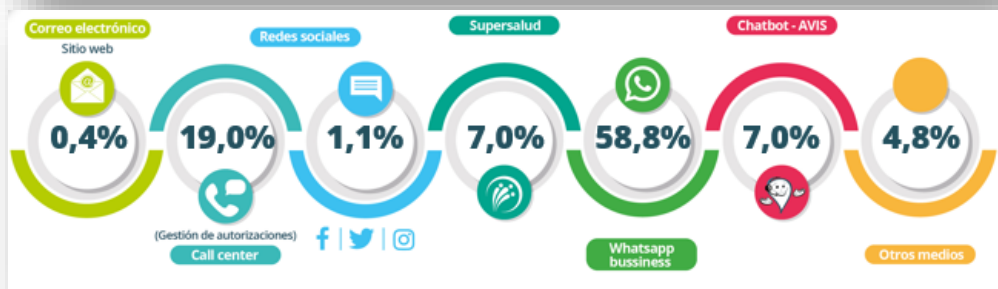 Correo electrónico
Sitio web
@
0,4%
19,0%
(Gestión de autorizaciones)
Call center
Redes sociales
1,1%
Supersalud
7,0%
58,8%
Whatsapp
bussiness
Chatbot - AVIS
7,0%
4,8%
Otros medios